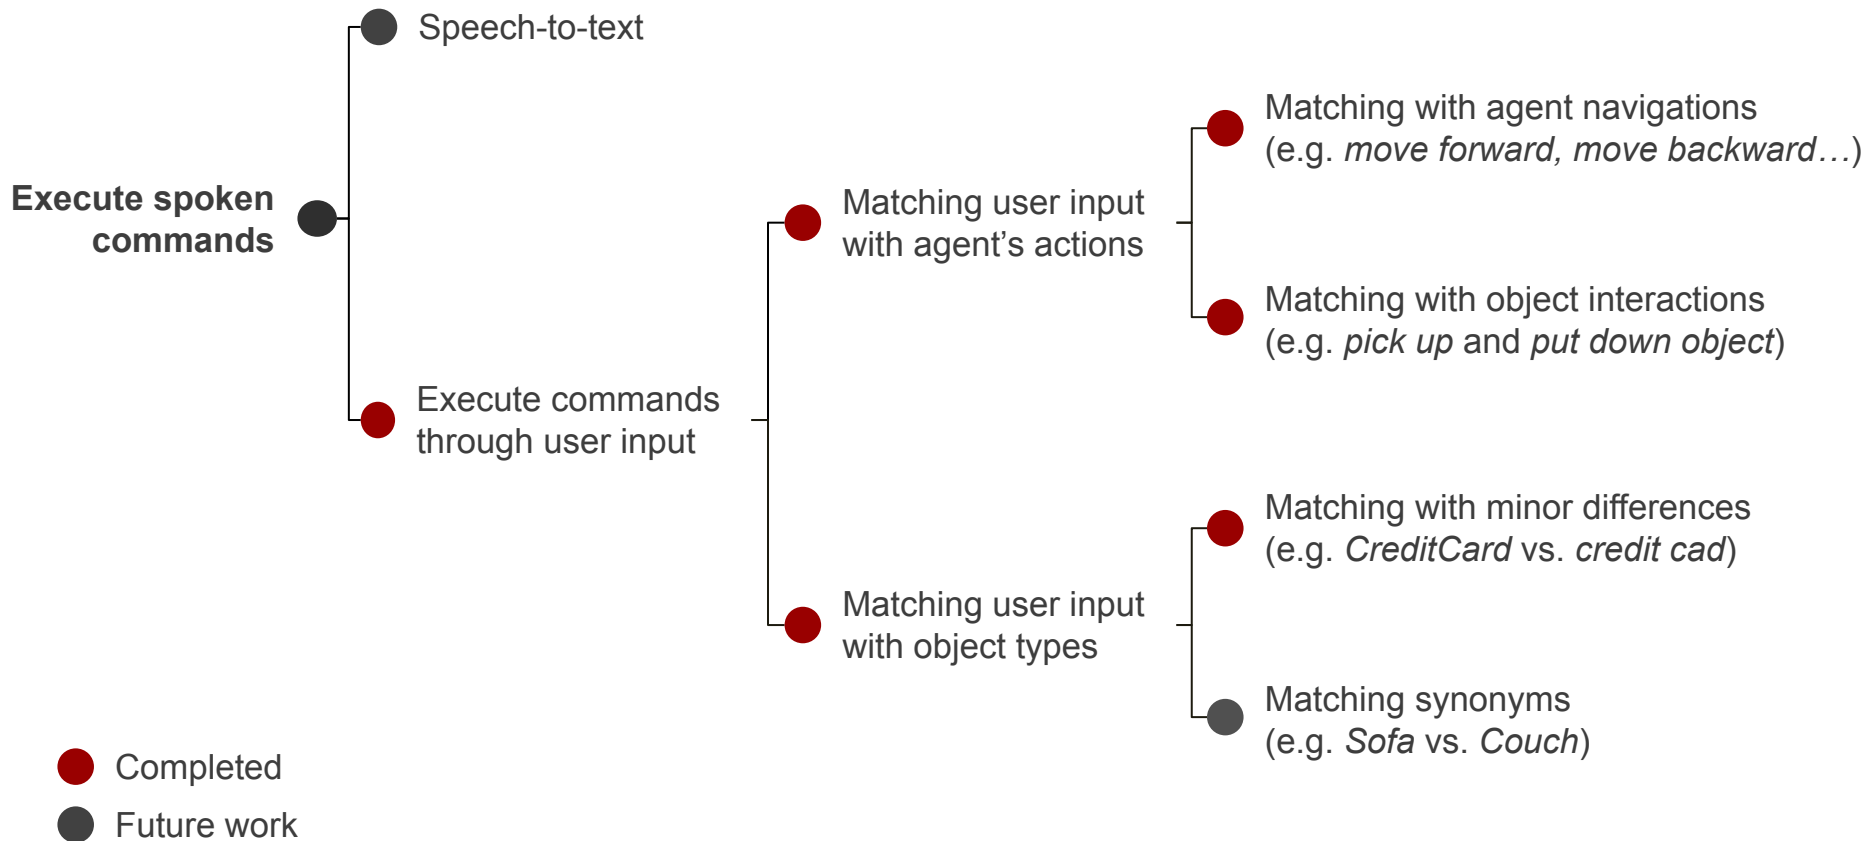 Speech-to-text
Execute spoken
commands
Execute commands
through user input
Matching user input
with agent’s actions
Matching with agent navigations
(e.g. move forward, move backward…)
Matching with object interactions
(e.g. pick up and put down object)
Matching user input
with object types
Matching with minor differences
(e.g. CreditCard vs. credit cad)
Matching synonyms
(e.g. Sofa vs. Couch)
Completed
Future work